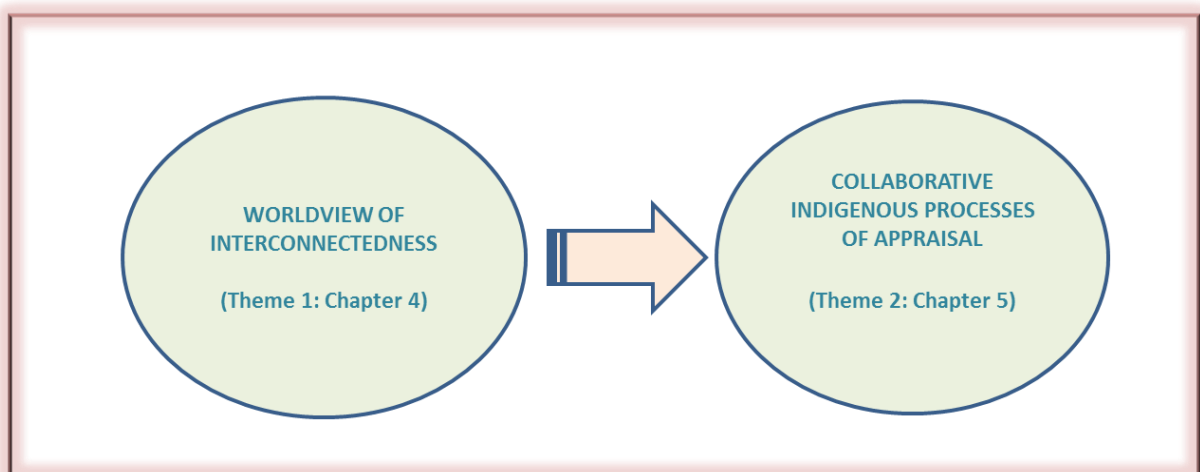 WORLDVIEW OF
INTERCONNECTEDNESS
(Theme 1: Chapter 4)
COLLABORATIVE
INDIGENOUS PROCESSES
OF APPRAISAL
(Theme 2: Chapter 5)